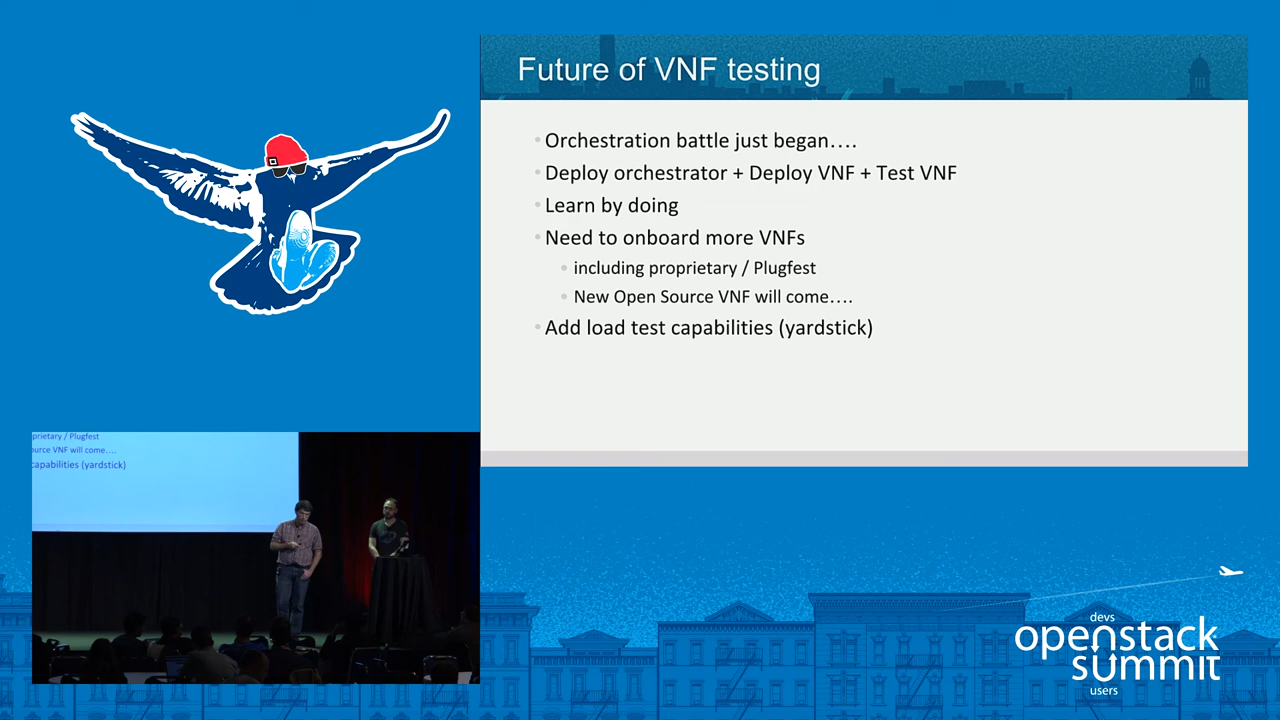 Future of VNF testing
Orchestration battle just began….
Deploy orchestrator + Deploy VNF + Test VNF
Learn by doing
Need to onboard more VNFs
including proprietary / Plugfest
New Open Source VNF will come….
Add load test capabilities (yardstick)
prietary / Plugfest
ource VNF will come….
capabilities (yardstick)
devs
openstack
summit
users